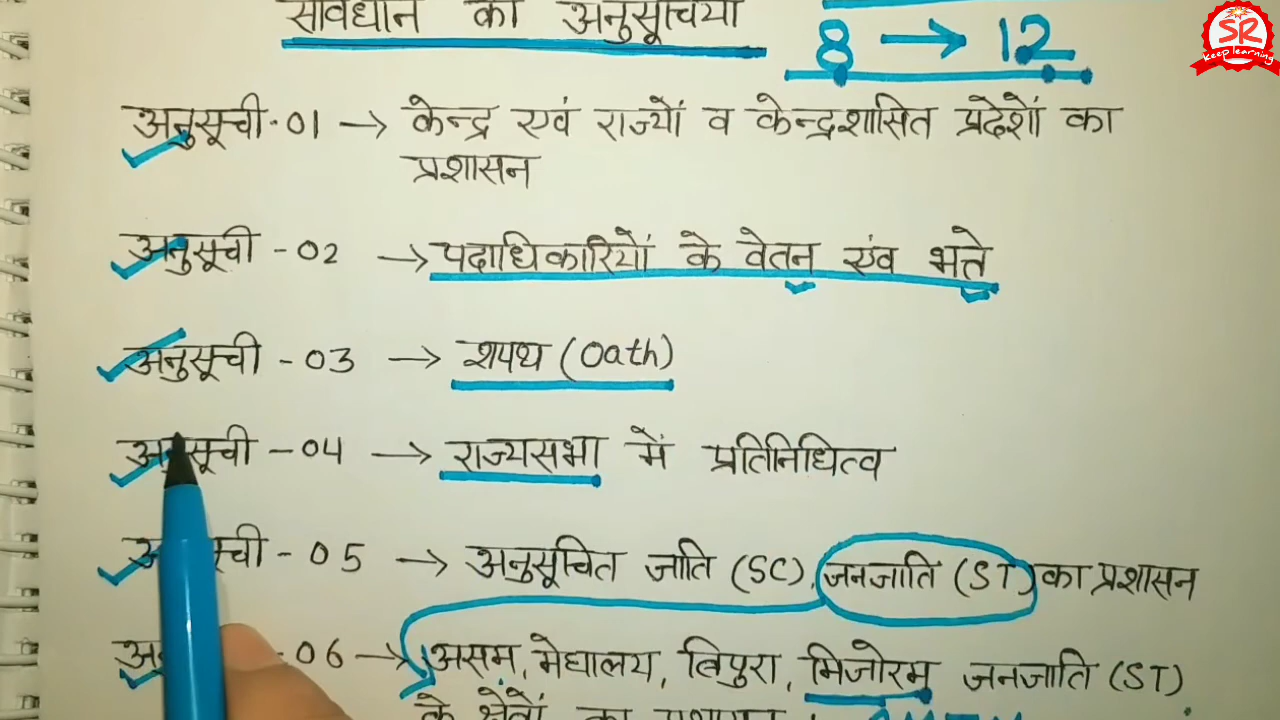 संविधान की अनुसूचियाँ
8 → 12
SR
Keep learning
अनुसूची-01 → केन्द्र एवं राज्यों व केन्द्रशासित प्रदेशों का
प्रशासन
अनुसूची - 02 → पदाधिकारियों के वेतन एंव भत्ते
अनुसूची - 03 → शपथ (Oath)
अनुसूची - 04 → राज्यसभा में प्रतिनिधित्व
- 05 → अनुसूचित जाति (SC), जनजाति (ST) का प्रशासन
- 06 → असम, मेघालय, त्रिपुरा, मिजोरम जनजाति (ST)
के क्षेत्रों का प्रशासन